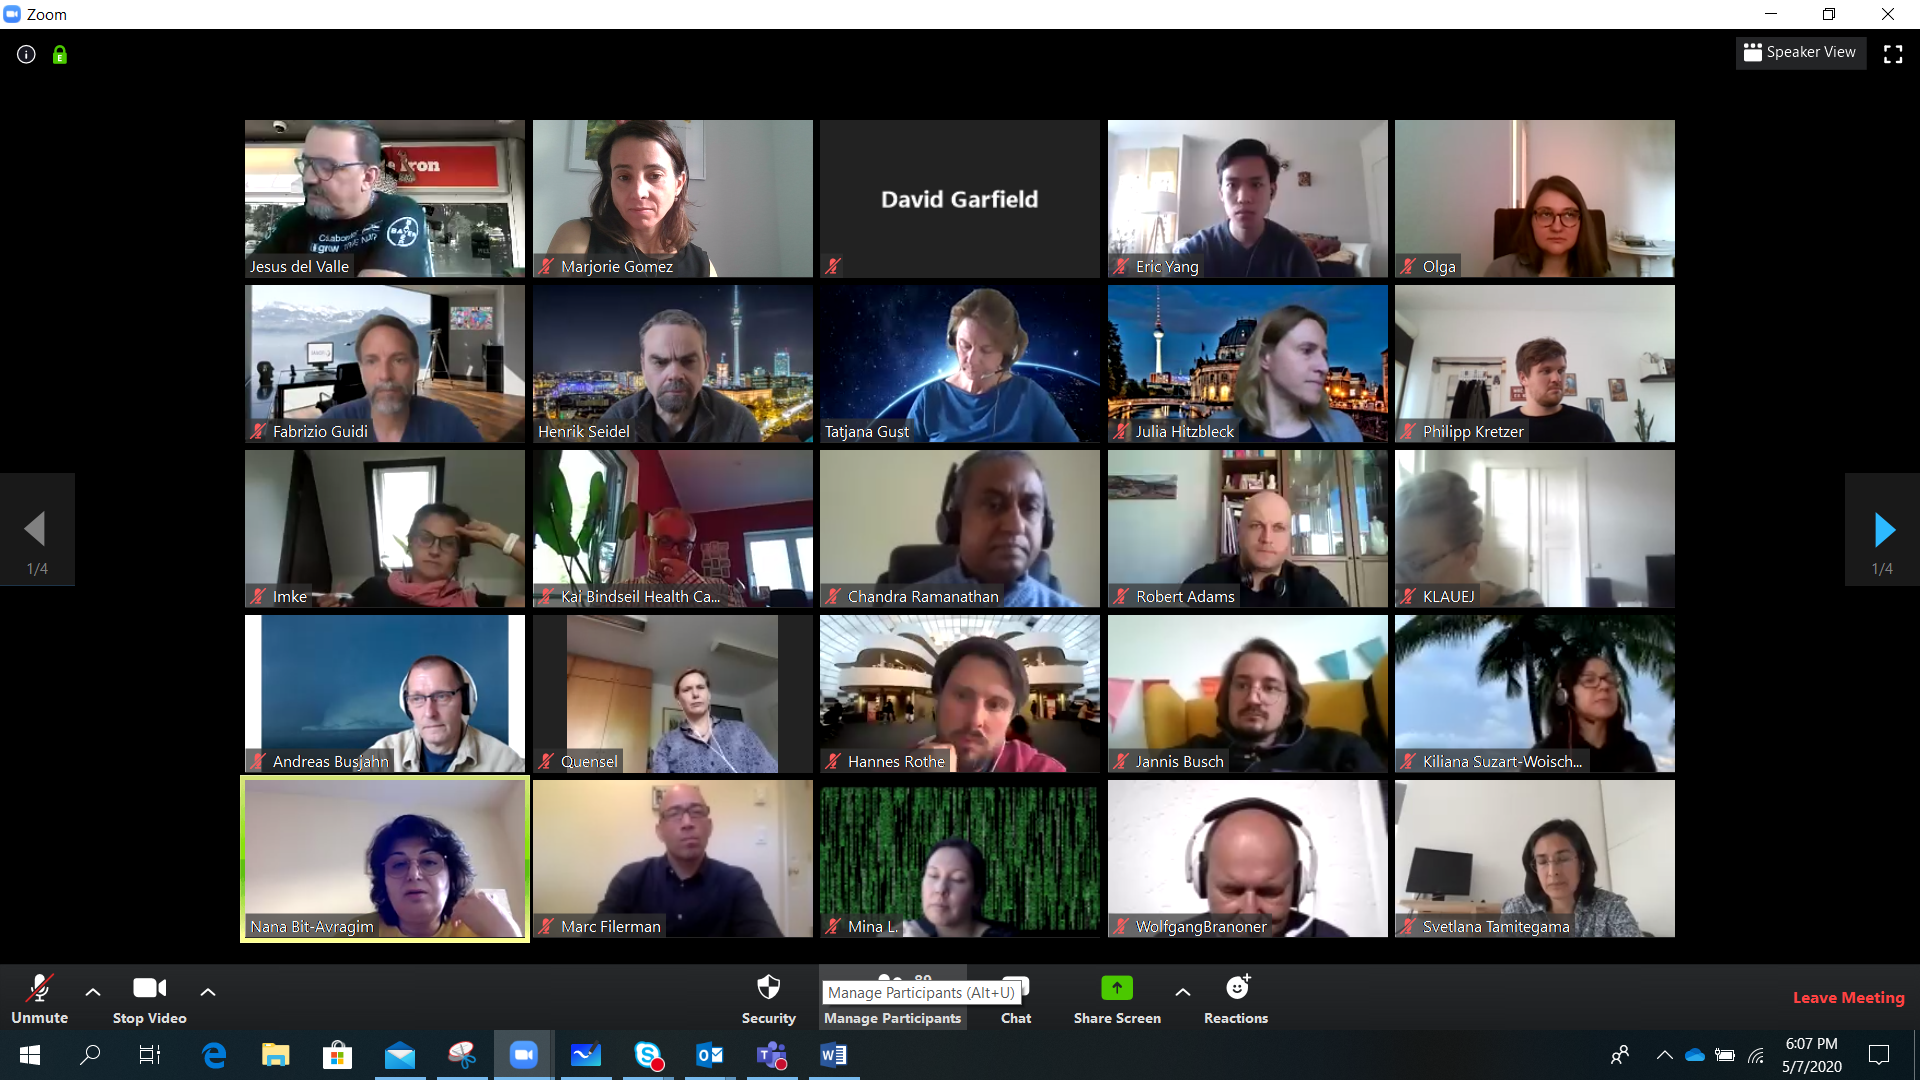 Zoom
Speaker View
Jesus del Valle
BAYER
Marjorie Gomez
David Garfield
Eric Yang
Olga
Fabrizio Guidi
Henrik Seidel
Tatjana Gust
Julia Hitzbleck
Philipp Kretzer
1/4
1/4
Imke
Kai Bindseil Health Ca...
Chandra Ramanathan
Robert Adams
KLAUEJ
Andreas Busjahn
Quensel
Hannes Rothe
Jannis Busch
Kiliana Suzart-Woisch...
Nana Bit-Avragim
Marc Filerman
Mina L.
WolfgangBranoner
Svetlana Tamitegama
Manage Participants (Alt+U)
Unmute
Stop Video
Security
Manage Participants
Chat
Share Screen
Reactions
Leave Meeting
6:07 PM
5/7/2020